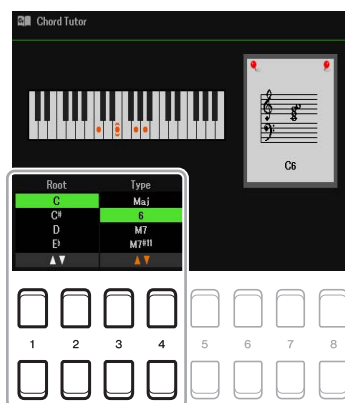 Chord Tutor
C6
Root Type
C Maj
C# 6
D M7
E♭ M7#11
▲▼ ▲▼
1 2 3 4 5 6 7 8